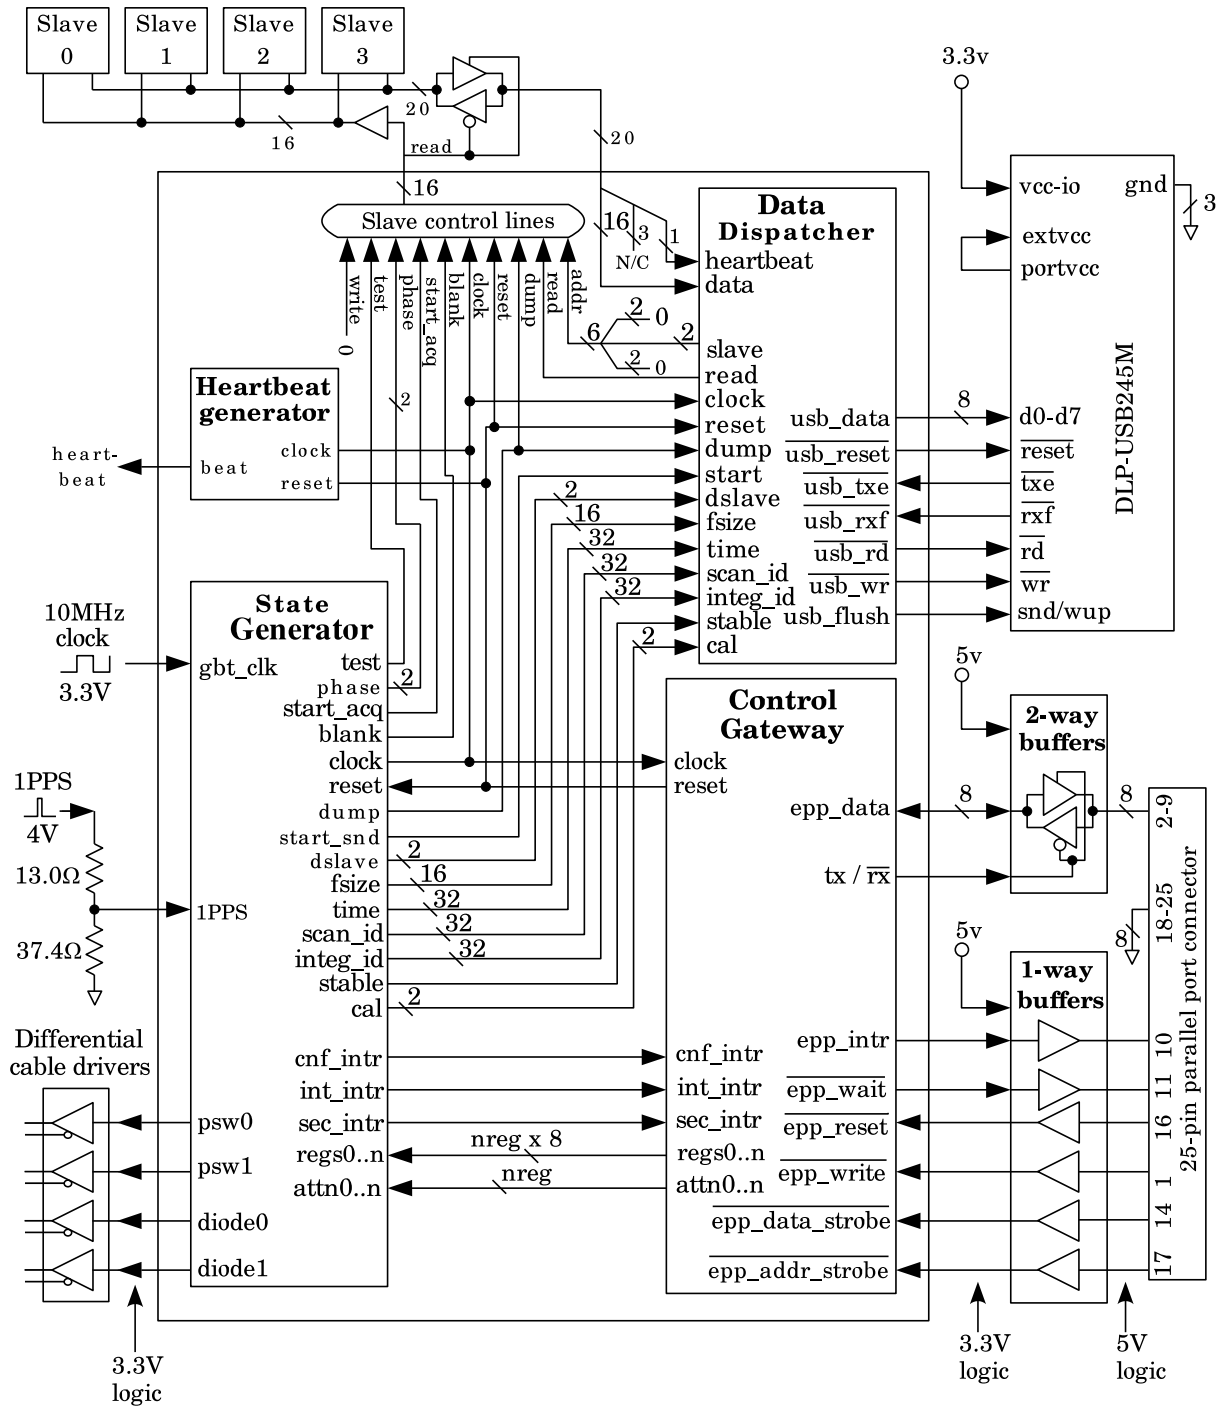 Slave
0
Slave
1
Slave
2
Slave
3
20
16
read
20
16
Slave control lines
16
3
N/C
1
write
test
phase
start_acq
blank
clock
reset
dump
read
addr
0
2
6
2
0
2
0
2
Data
Dispatcher
heartbeat
data
slave
read
clock
reset
dump
start
dslave
fsize
time
scan_id
integ_id
stable
cal
usb_data
usb_reset
usb_txe
usb_rxf
usb_rd
usb_wr
usb_flush
2
16
32
32
32
2
8
3.3v
vcc-io
gnd
3
extvcc
portvcc
DLP-USB245M
d0-d7
reset
txe
rxf
rd
wr
snd/wup
Heartbeat
generator
clock
beat
reset
heart-
beat
State
Generator
10MHz
clock
3.3V
gbt_clk
test
phase
2
start_acq
blank
clock
reset
dump
start_snd
dslave
2
fsize
16
time
32
scan_id
32
integ_id
32
stable
cal
2
1PPS
4V
13.0Ω
1PPS
37.4Ω
cnf_intr
int_intr
sec_intr
regs0..n
attn0..n
nreg x 8
nreg
Differential
cable drivers
psw0
psw1
diode0
diode1
3.3V
logic
Control
Gateway
clock
reset
epp_data
tx / rx
epp_intr
cnf_intr
int_intr
epp_wait
sec_intr
epp_reset
regs0..n
epp_write
attn0..n
epp_data_strobe
epp_addr_strobe
8
5v
2-way
buffers
8
5v
8
1-way
buffers
25-pin parallel port connector
2-9
18-25
10
11
16
1
14
17
3.3V
logic
5V
logic